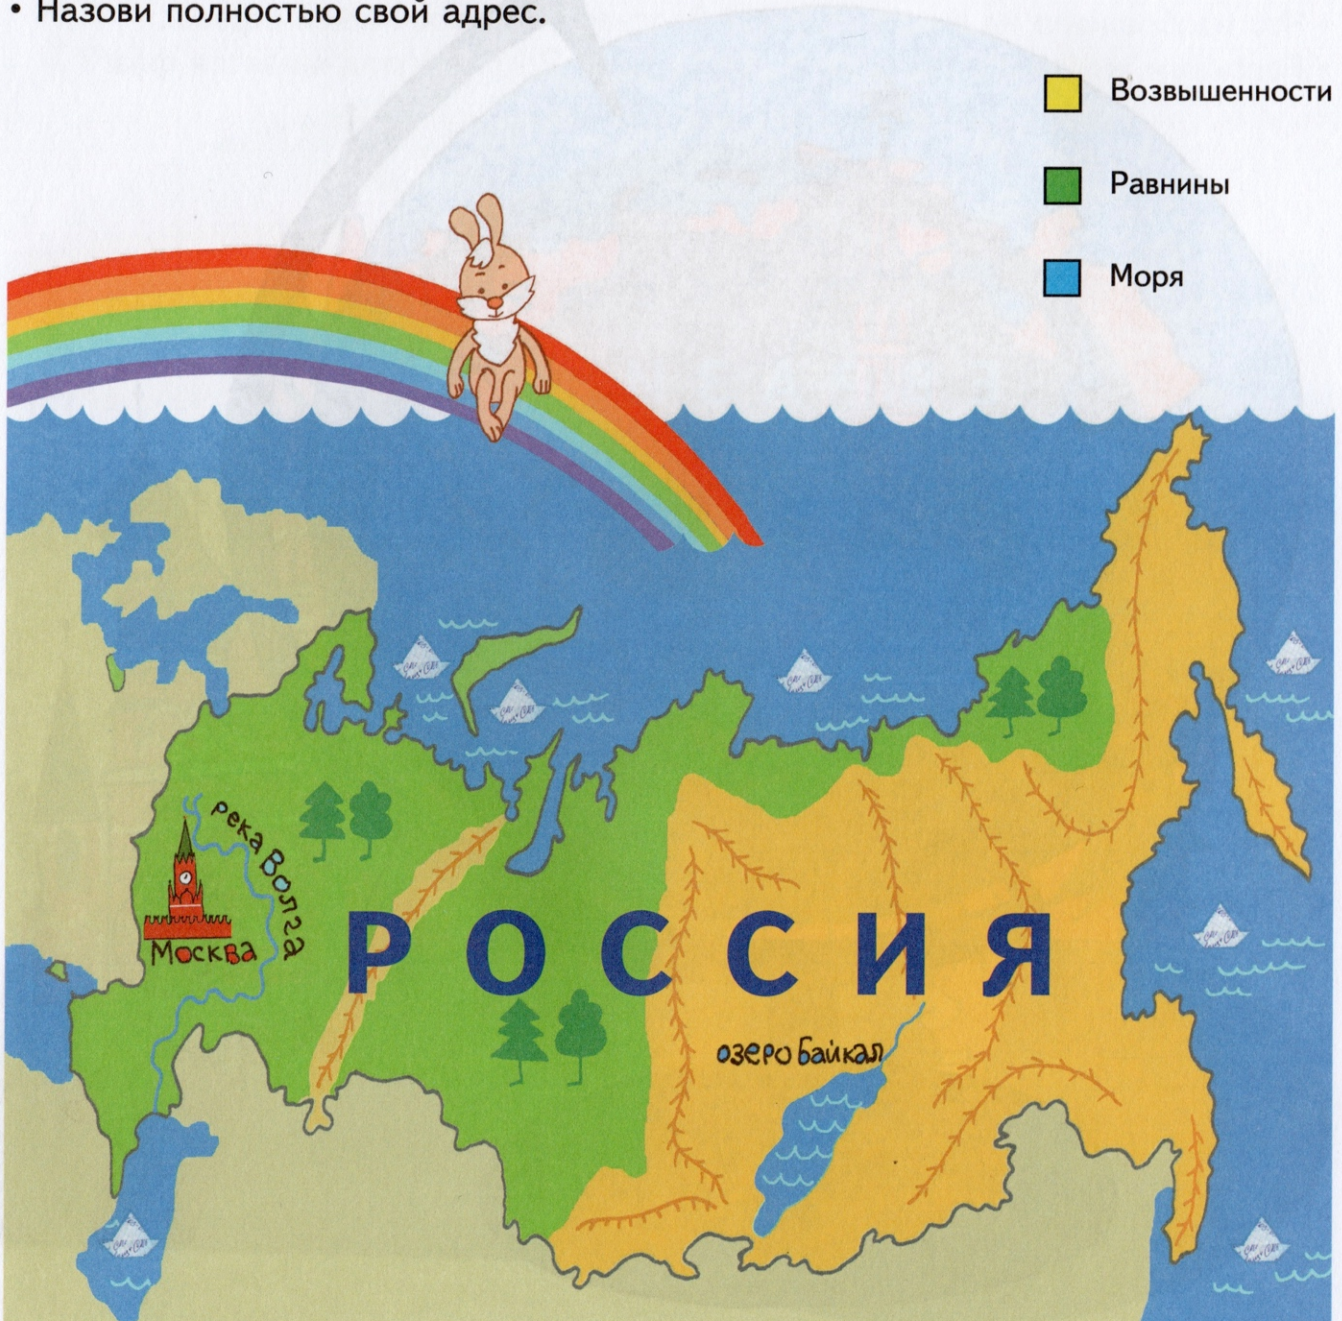 • Назови полностью свой адрес.
Возвышенности
Равнины
Моря
река Волга
Москва
РОССИЯ
озеро Байкал